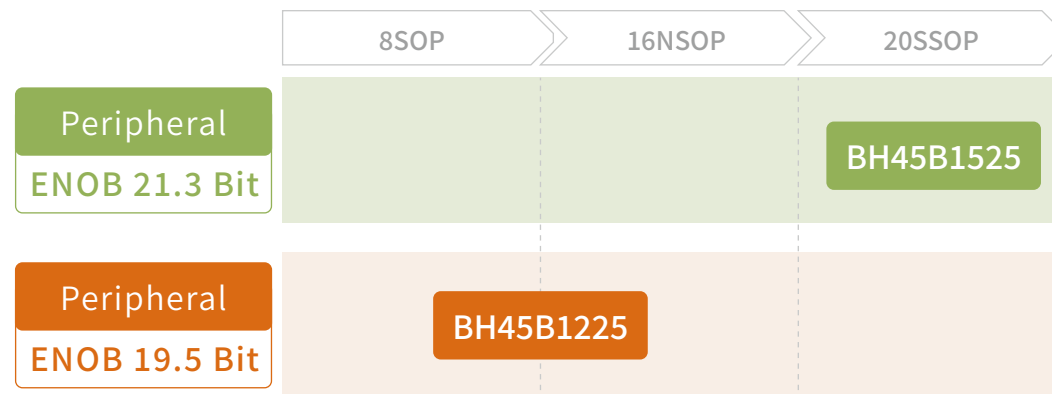 8SOP
16NSOP
20SSOP
Peripheral
ENOB 21.3 Bit
BH45B1525
Peripheral
ENOB 19.5 Bit
BH45B1225